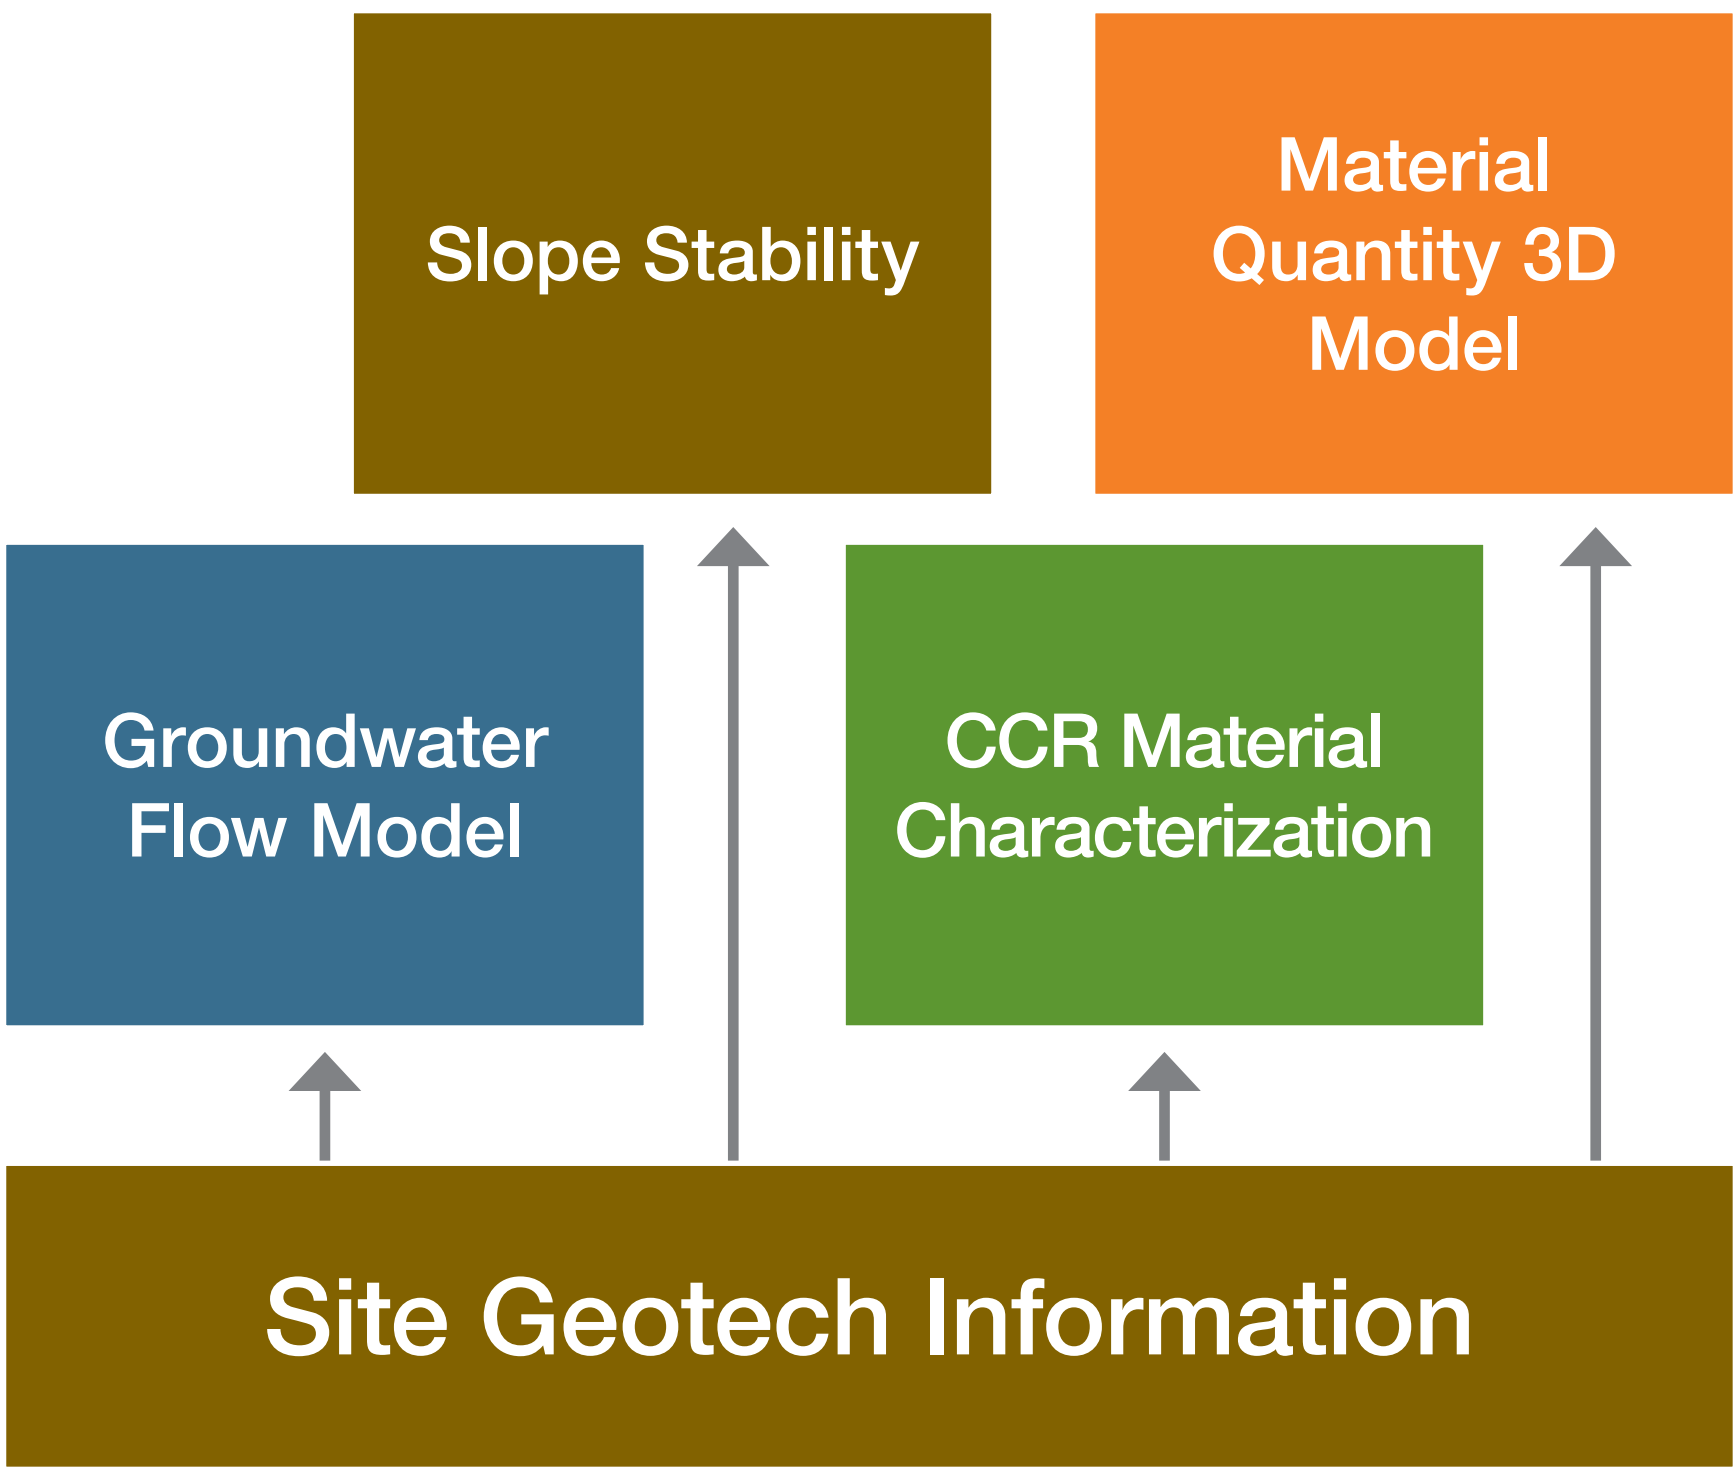 Slope Stability
Material
Quantity 3D
Model
Groundwater
Flow Model
CCR Material
Characterization
Site Geotech Information